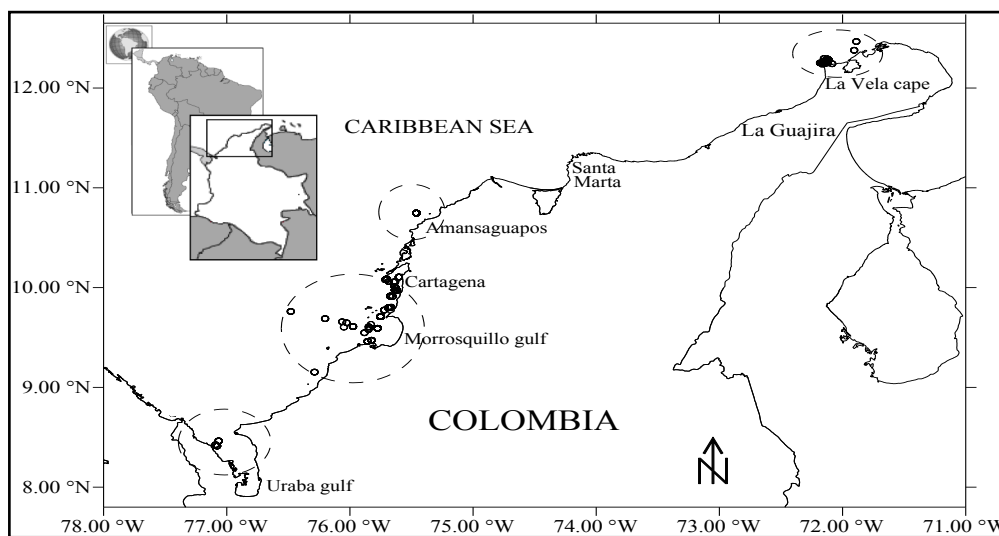 12.00 °N
11.00 °N
10.00 °N
9.00 °N
8.00 °N
CARIBBEAN SEA
La Vela cape
La Guajira
Santa
Marta
Amansaguapos
Cartagena
Morrosquillo gulf
COLOMBIA
Uraba gulf
N
78.00 °W
77.00 °W
76.00 °W
75.00 °W
74.00 °W
73.00 °W
72.00 °W
71.00 °W